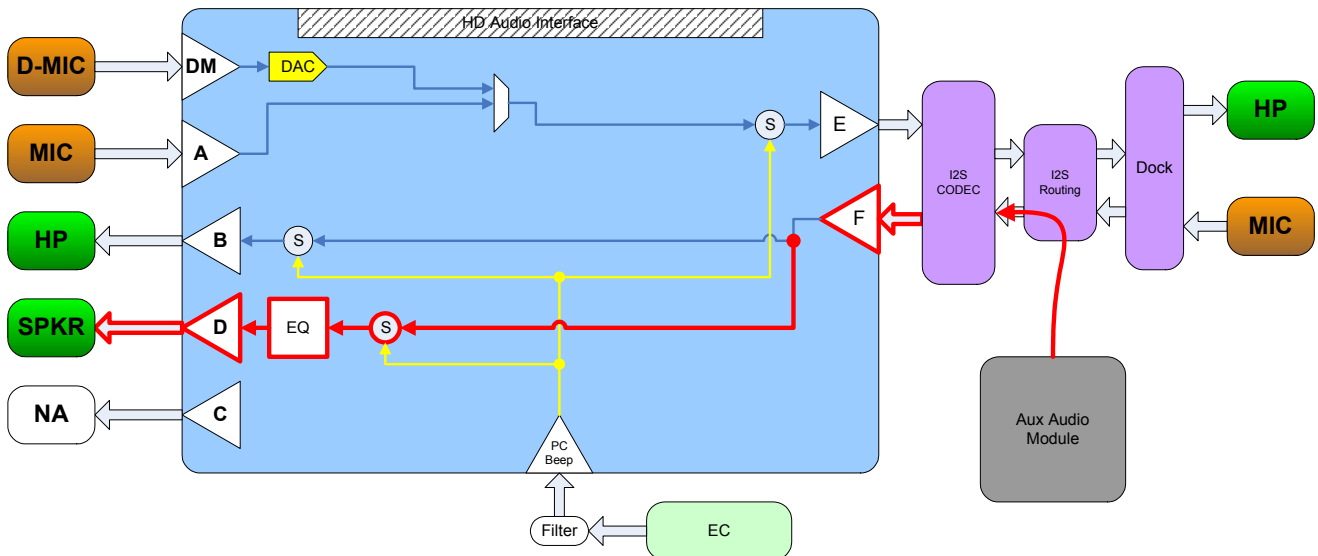 HD Audio Interface
D-MIC
DM
DAC
MIC
A
S
E
I2S
CODEC
I2S
Routing
Dock
HP
MIC
HP
B
S
F
SPKR
D
EQ
S
NA
C
PC
Beep
Filter
EC
Aux Audio
Module